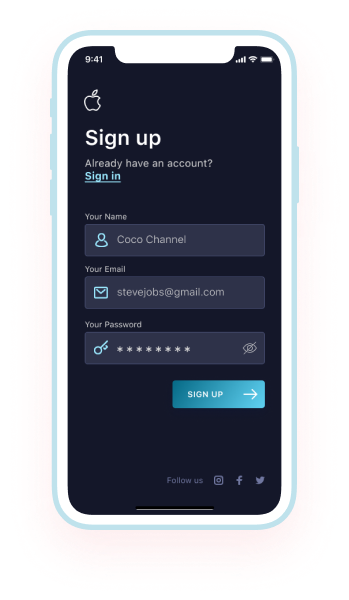 9:41
Sign up
Already have an account?
Sign in
Your Name
Coco Channel
Your Email
stevejobs@gmail.com
Your Password
********
SIGN UP
Follow us